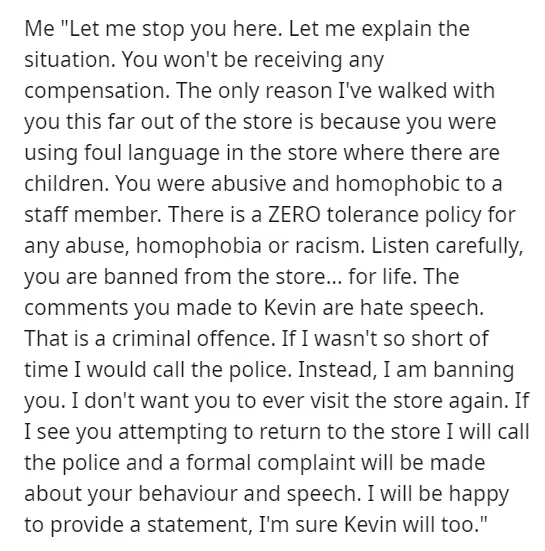 Me "Let me stop you here. Let me explain the
situation. You won't be receiving any
compensation. The only reason I've walked with
you this far out of the store is because you were
using foul language in the store where there are
children. You were abusive and homophobic to a
staff member. There is a ZERO tolerance policy for
any abuse, homophobia or racism. Listen carefully,
you are banned from the store... for life. The
comments you made to Kevin are hate speech.
That is a criminal offence. If I wasn't so short of
time I would call the police. Instead, I am banning
you. I don't want you to ever visit the store again. If
I see you attempting to return to the store I will call
the police and a formal complaint will be made
about your behaviour and speech. I will be happy
to provide a statement, I'm sure Kevin will too."